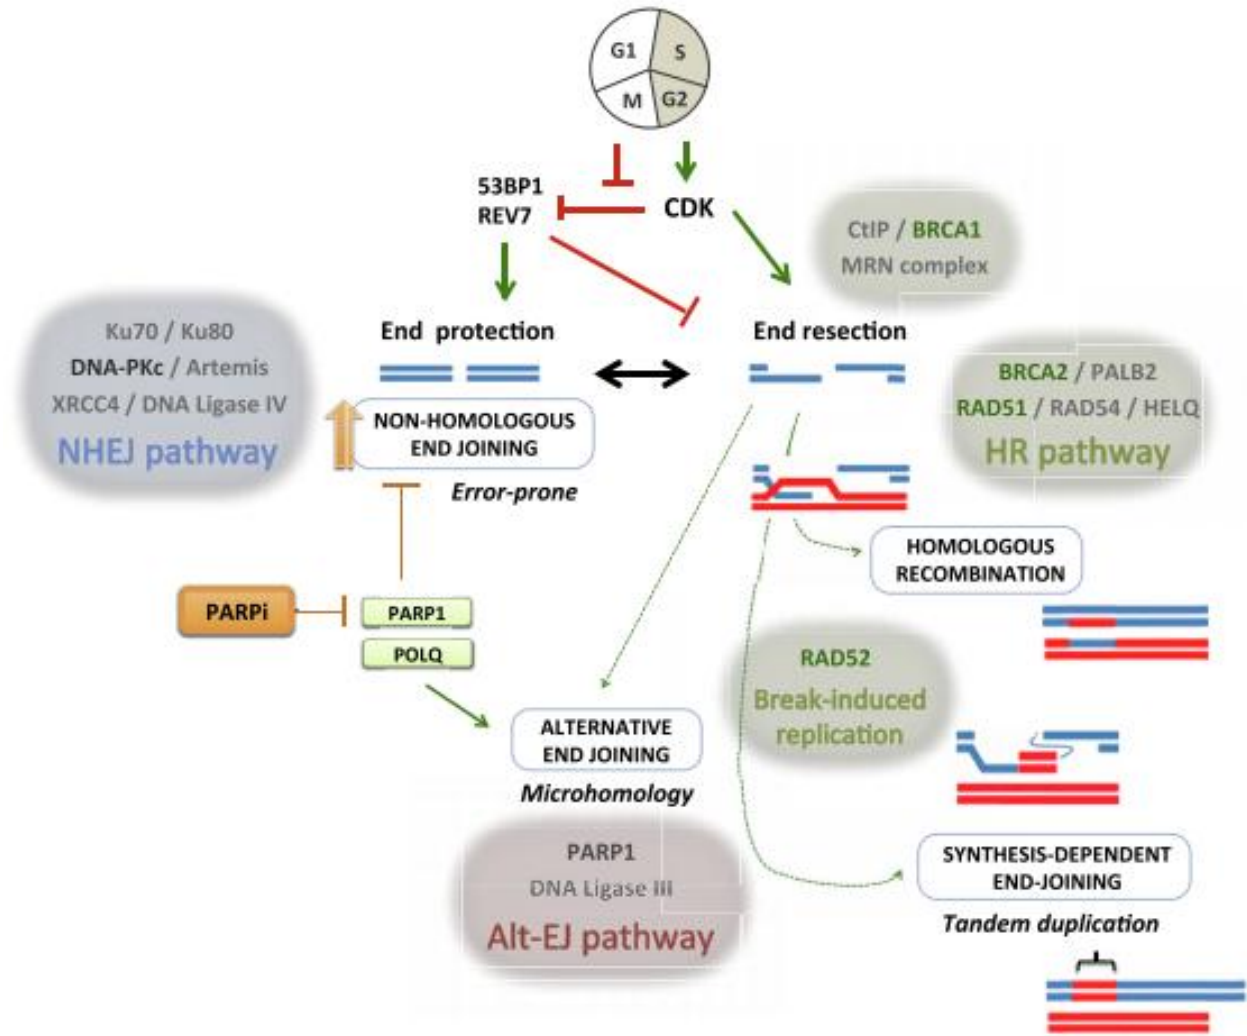 G1
S
M
G2
53BP1
REV7
CDK
CtIP / BRCA1
MRN complex
Ku70 / Ku80
DNA-PKc / Artemis
XRCC4 / DNA Ligase IV
NHEJ pathway
End protection
End resection
NON-HOMOLOGOUS
END JOINING
Error-prone
BRCA2 / PALB2
RAD51 / RAD54 / HELQ
HR pathway
HOMOLOGOUS
RECOMBINATION
PARPi
PARP1
POLQ
RAD52
Break-induced
replication
ALTERNATIVE
END JOINING
Microhomology
PARP1
DNA Ligase III
Alt-EJ pathway
SYNTHESIS-DEPENDENT
END-JOINING
Tandem duplication